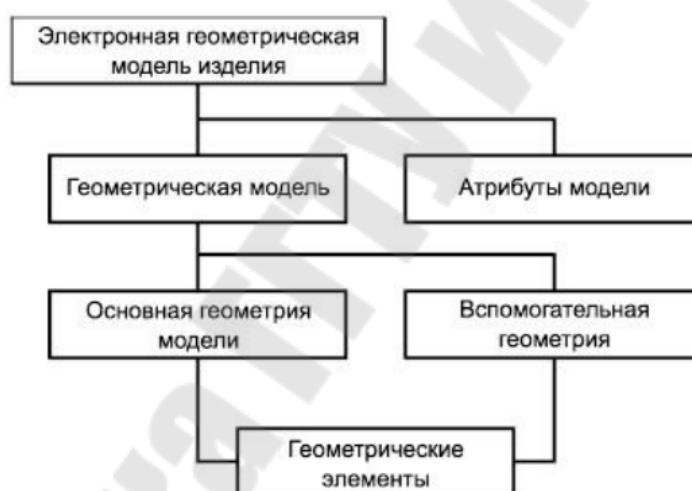 Электронная геометрическая
модель изделия
Геометрическая модель
Атрибуты модели
Основная геометрия
модели
Вспомогательная
геометрия
Геометрические
элементы